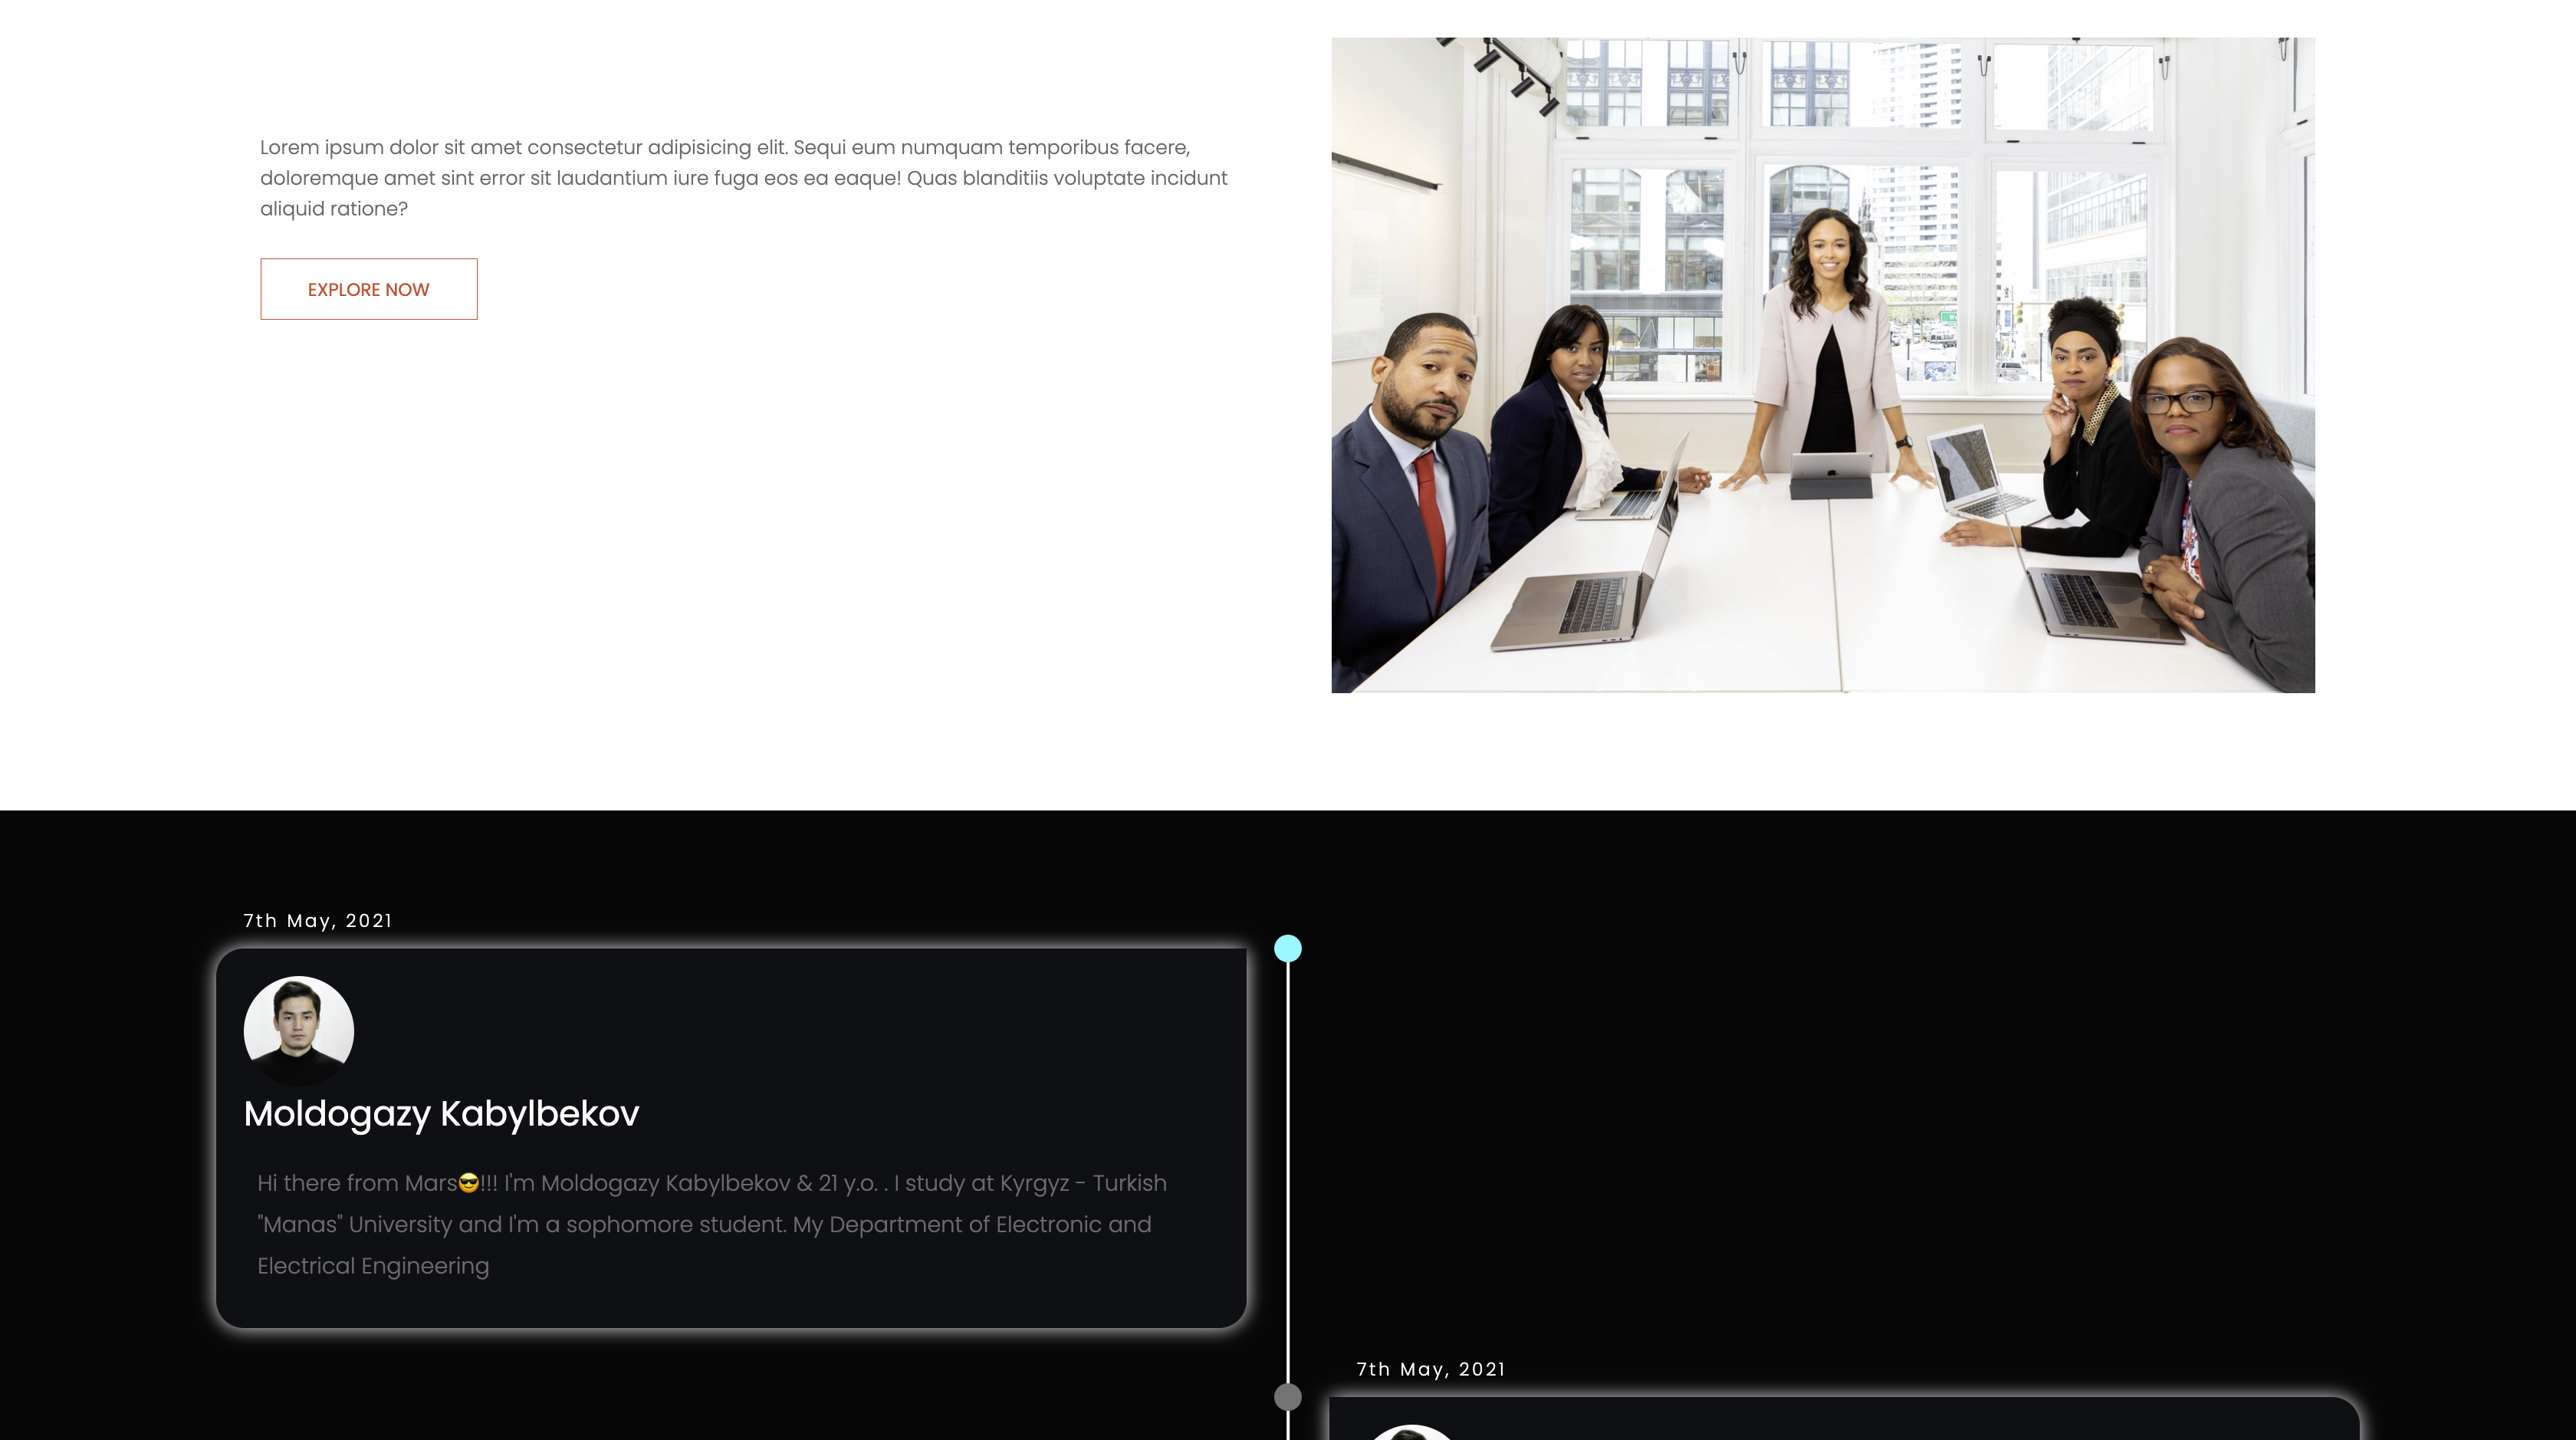 Lorem ipsum dolor sit amet consectetur adipisicing elit. Sequi eum numquam temporibus facere,
doloremque amet sint error sit laudantium iure fuga eos ea eaque! Quas blanditiis voluptate incidunt
aliquid ratione?
EXPLORE NOW
7th May, 2021
Moldogazy Kabylbekov
Hi there from Mars😎!!! I'm Moldogazy Kabylbekov & 21 y.o. . I study at Kyrgyz - Turkish
"Manas" University and I'm a sophomore student. My Department of Electronic and
Electrical Engineering
7th May, 2021